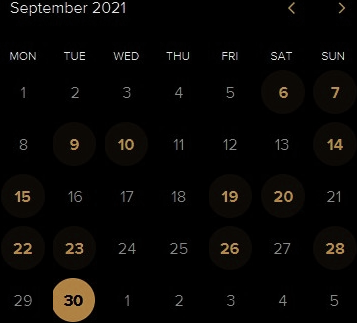 September 2021 < >
MON TUE WED THU FRI SAT SUN
1 2 3 4 5 6 7
8 9 10 11 12 13 14
15 16 17 18 19 20 21
22 23 24 25 26 27 28
29 30 1 2 3 4 5